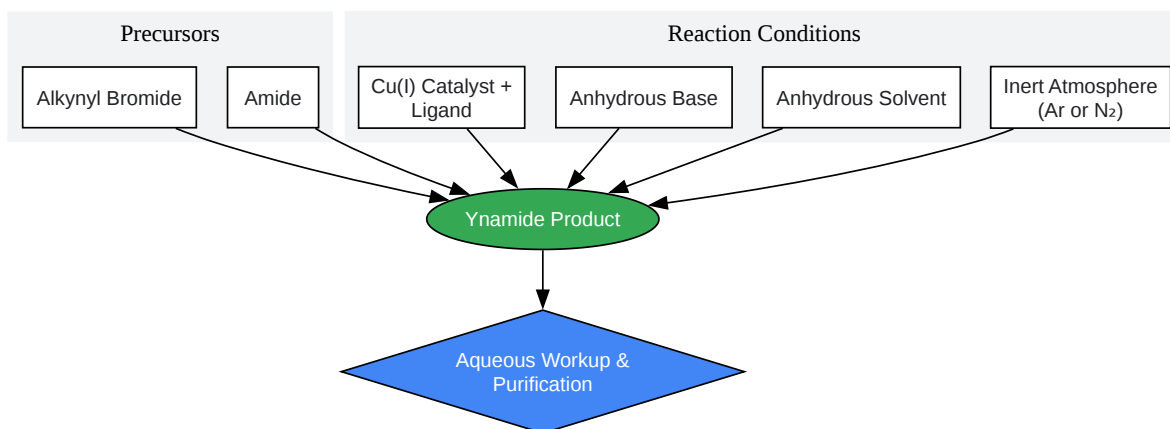 Precursors
Reaction Conditions
Alkynyl Bromide
Amide
Cu(I) Catalyst +
Ligand
Anhydrous Base
Anhydrous Solvent
Inert Atmosphere
(Ar or N₂)
Ynamide Product
Aqueous Workup &
Purification